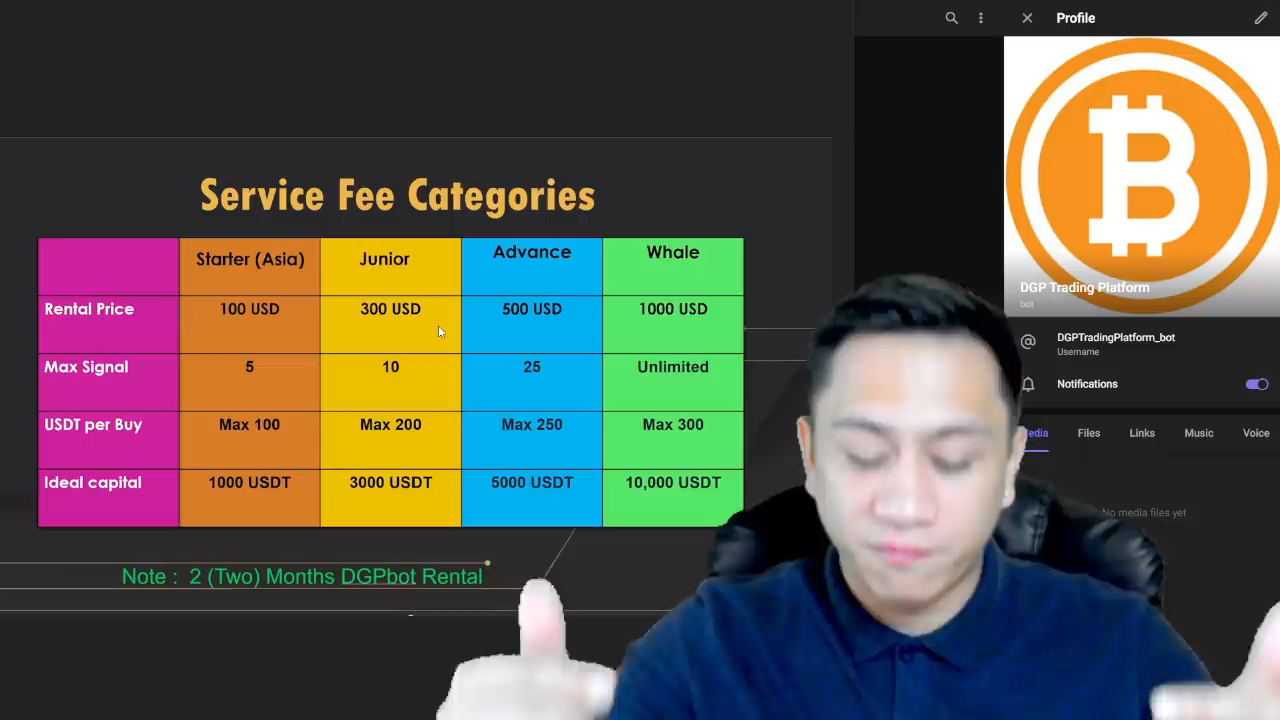 Service Fee Categories
Starter (Asia) Junior Advance Whale
Rental Price 100 USD 300 USD 500 USD 1000 USD
Max Signal 5 10 25 Unlimited
USDT per Buy Max 100 Max 200 Max 250 Max 300
Ideal capital 1000 USDT 3000 USDT 5000 USDT 10,000 USDT
Note : 2 (Two) Months DGPbot Rental
Profile
DGP Trading Platform
bot
DGPTradingPlatform_bot
Username
Notifications
Files Links Music Voice
No media files yet